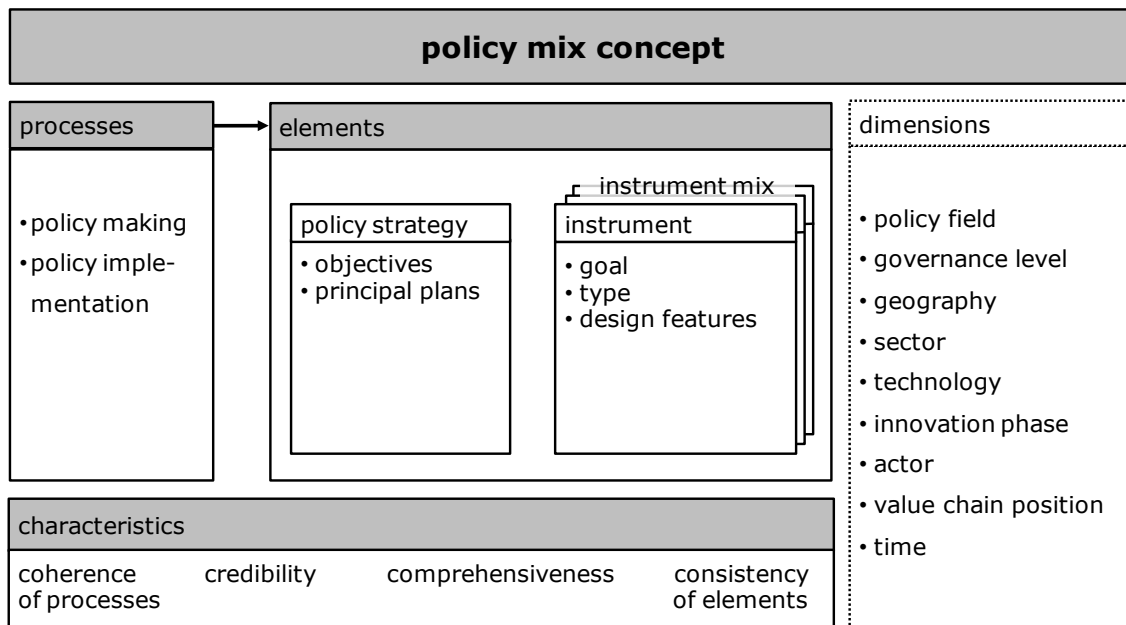 policy mix concept
processes
• policy making
• policy imple-
mentation
elements
policy strategy
• objectives
• principal plans
instrument mix
instrument
• goal
• type
• design features
dimensions
• policy field
• governance level
• geography
• sector
• technology
• innovation phase
• actor
• value chain position
• time
characteristics
coherence
of processes
credibility
comprehensiveness
consistency
of elements